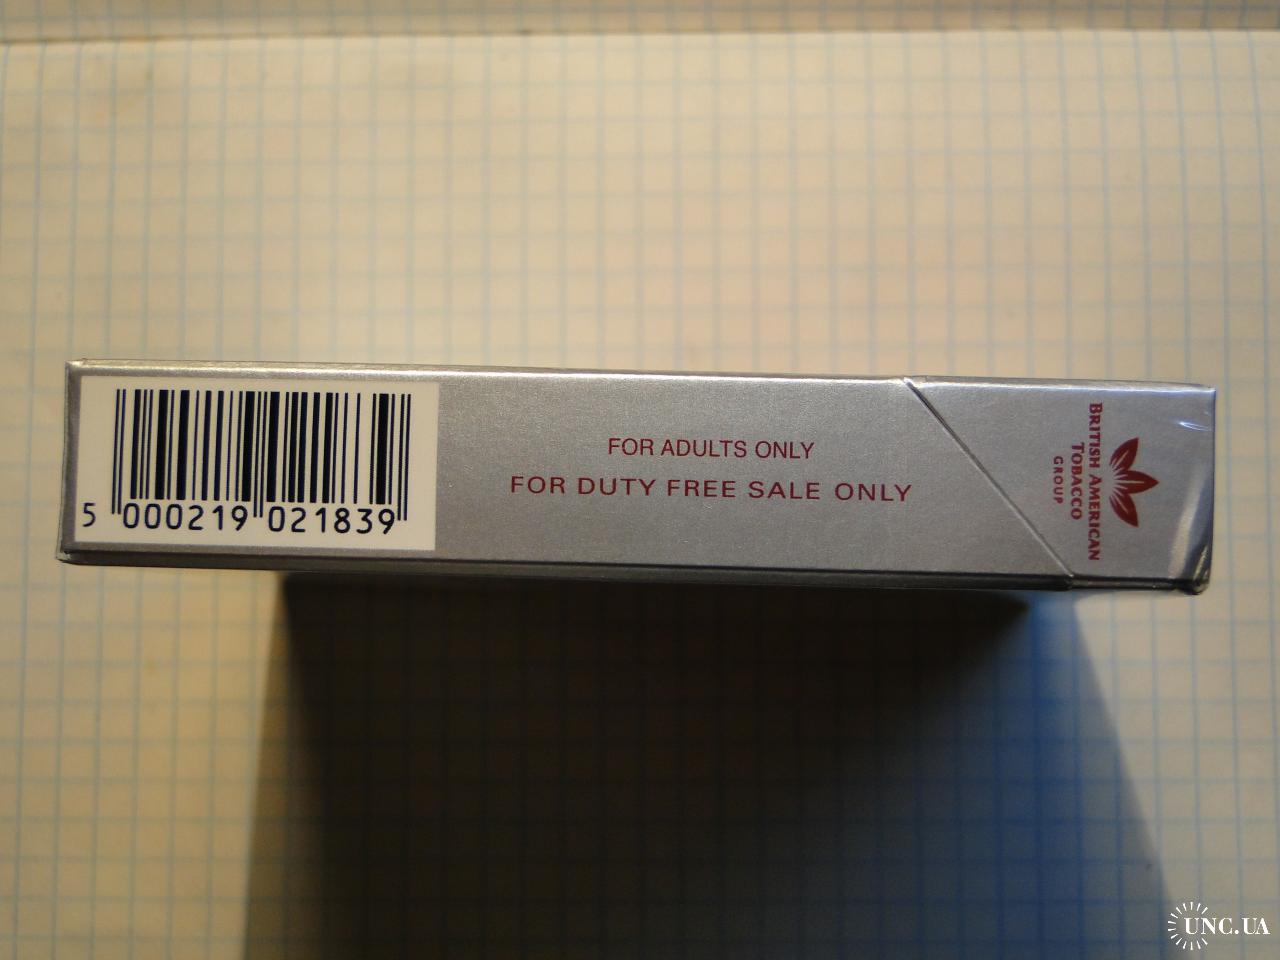 5 000219 021839
FOR ADULTS ONLY
FOR DUTY FREE SALE ONLY
BRITISH AMERICAN
TOBACCO
GROUP
UNC.UA